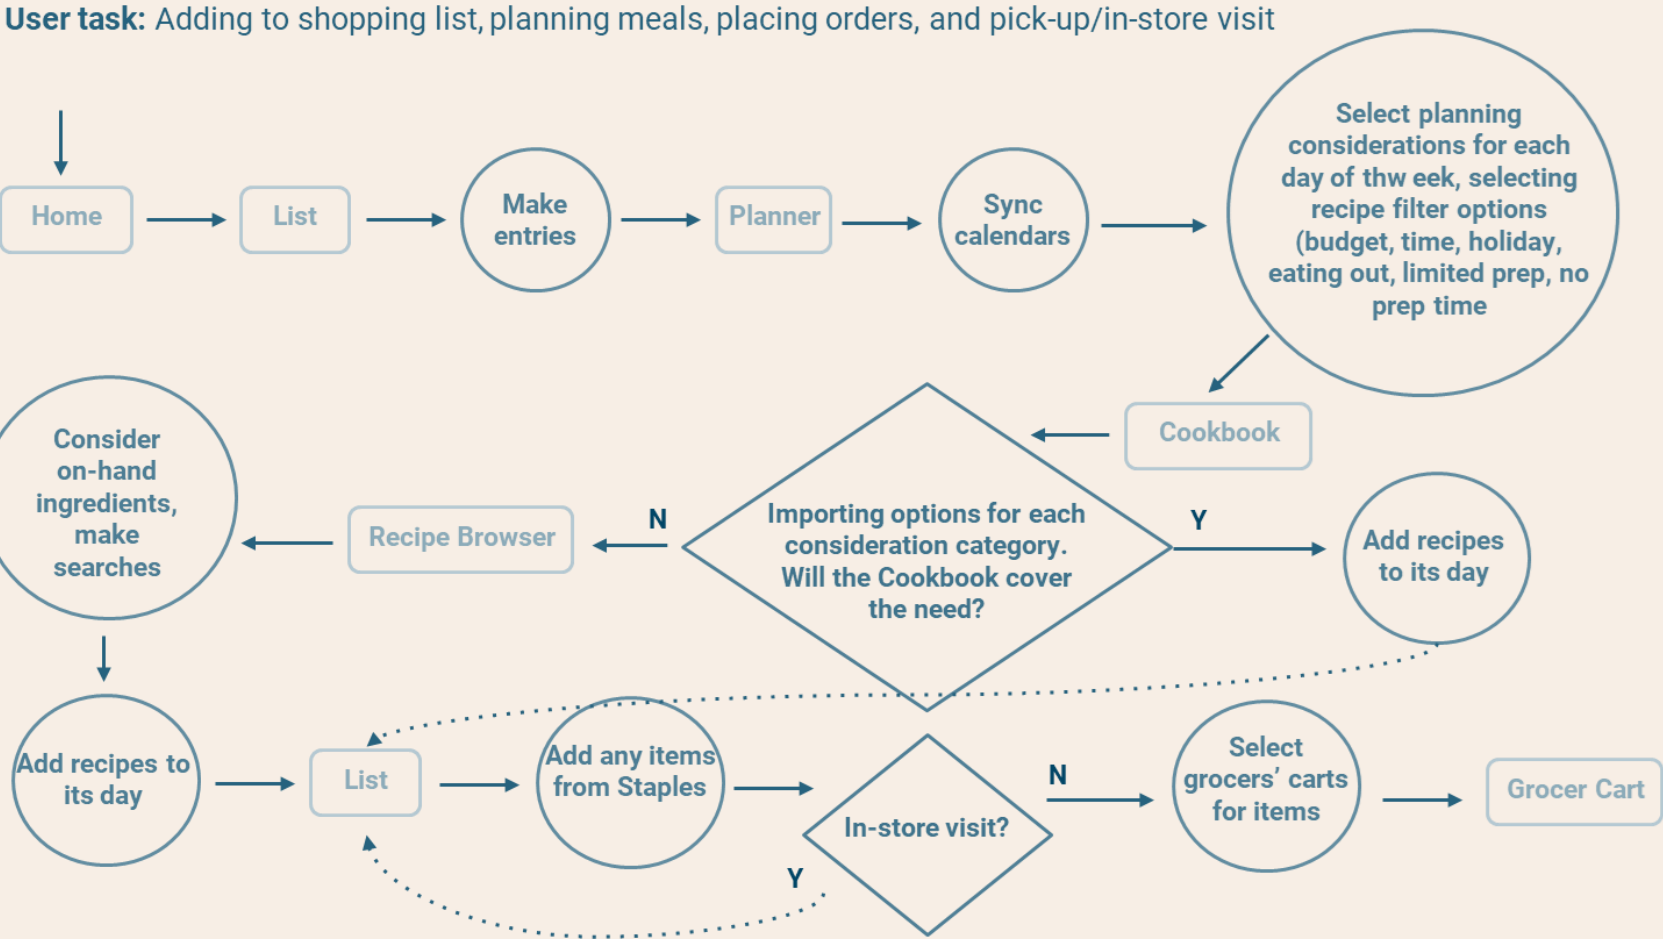 User task: Adding to shopping list, planning meals, placing orders, and pick-up/in-store visit
Home
List
Make
entries
Planner
Sync
calendars
Select planning
considerations for each
day of thw eek, selecting
recipe filter options
(budget, time, holiday,
eating out, limited prep, no
prep time
Cookbook
Importing options for each
consideration category.
Will the Cookbook cover
the need?
Y
Add recipes
to its day
N
Recipe Browser
Consider
on-hand
ingredients,
make
searches
Add recipes to
its day
List
Add any items
from Staples
In-store visit?
Y
N
Select
grocers’ carts
for items
Grocer Cart